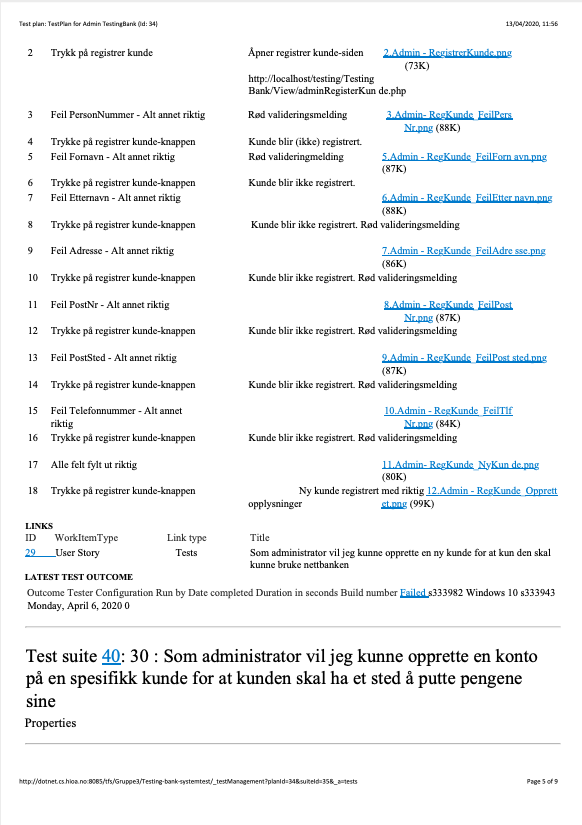 Test plan: TestPlan for Admin TestingBank (Id: 34) 13/04/2020, 11:56
2 Trykk på registrer kunde Åpner registrer kunde-siden 2.Admin - RegistrerKunde.png
(73K)
http://localhost/testing/Testing
Bank/View/adminRegisterKun de.php
3 Feil PersonNummer - Alt annet riktig Rød valideringsmelding 3.Admin- RegKunde_FeilPers
Nr.png (88K)
4 Trykke på registrer kunde-knappen Kunde blir (ikke) registrert.
5 Feil Fornavn - Alt annet riktig Rød valideringmelding 5.Admin - RegKunde_FeilForn avn.png
(87K)
6 Trykke på registrer kunde-knappen Kunde blir ikke registrert.
7 Feil Etternavn - Alt annet riktig 6.Admin - RegKunde_FeilEtter navn.png
(88K)
8 Trykke på registrer kunde-knappen Kunde blir ikke registrert. Rød valideringsmelding
9 Feil Adresse - Alt annet riktig 7.Admin - RegKunde_FeilAdre sse.png
(86K)
10 Trykke på registrer kunde-knappen Kunde blir ikke registrert. Rød valideringsmelding
11 Feil PostNr - Alt annet riktig 8.Admin - RegKunde_FeilPost
Nr.png (87K)
12 Trykke på registrer kunde-knappen Kunde blir ikke registrert. Rød valideringsmelding
13 Feil PostSted - Alt annet riktig 9.Admin - RegKunde_FeilPost sted.png
(87K)
14 Trykke på registrer kunde-knappen Kunde blir ikke registrert. Rød valideringsmelding
15 Feil Telefonnummer - Alt annet 10.Admin - RegKunde_FeilTlf
riktig Nr.png (84K)
16 Trykke på registrer kunde-knappen Kunde blir ikke registrert. Rød valideringsmelding
17 Alle felt fylt ut riktig 11.Admin- RegKunde_NyKun de.png
(80K)
18 Trykke på registrer kunde-knappen Ny kunde registrert med riktig 12.Admin - RegKunde_Opprett
opplysninger et.png (99K)
LINKS
ID WorkItemType Link type Title
29 User Story Tests Som administrator vil jeg kunne opprette en ny kunde for at kun den skal
kunne bruke nettbanken
LATEST TEST OUTCOME
Outcome Tester Configuration Run by Date completed Duration in seconds Build number Failed s333982 Windows 10 s333943
Monday, April 6, 2020 0
Test suite 40: 30 : Som administrator vil jeg kunne opprette en konto
på en spesifikk kunde for at kunden skal ha et sted å putte pengene
sine
Properties
http://dotnet.cs.hioa.no:8085/tfs/Gruppe3/Testing-bank-systemtest/_testManagement?planId=34&suiteId=35&_a=tests Page 5 of 9